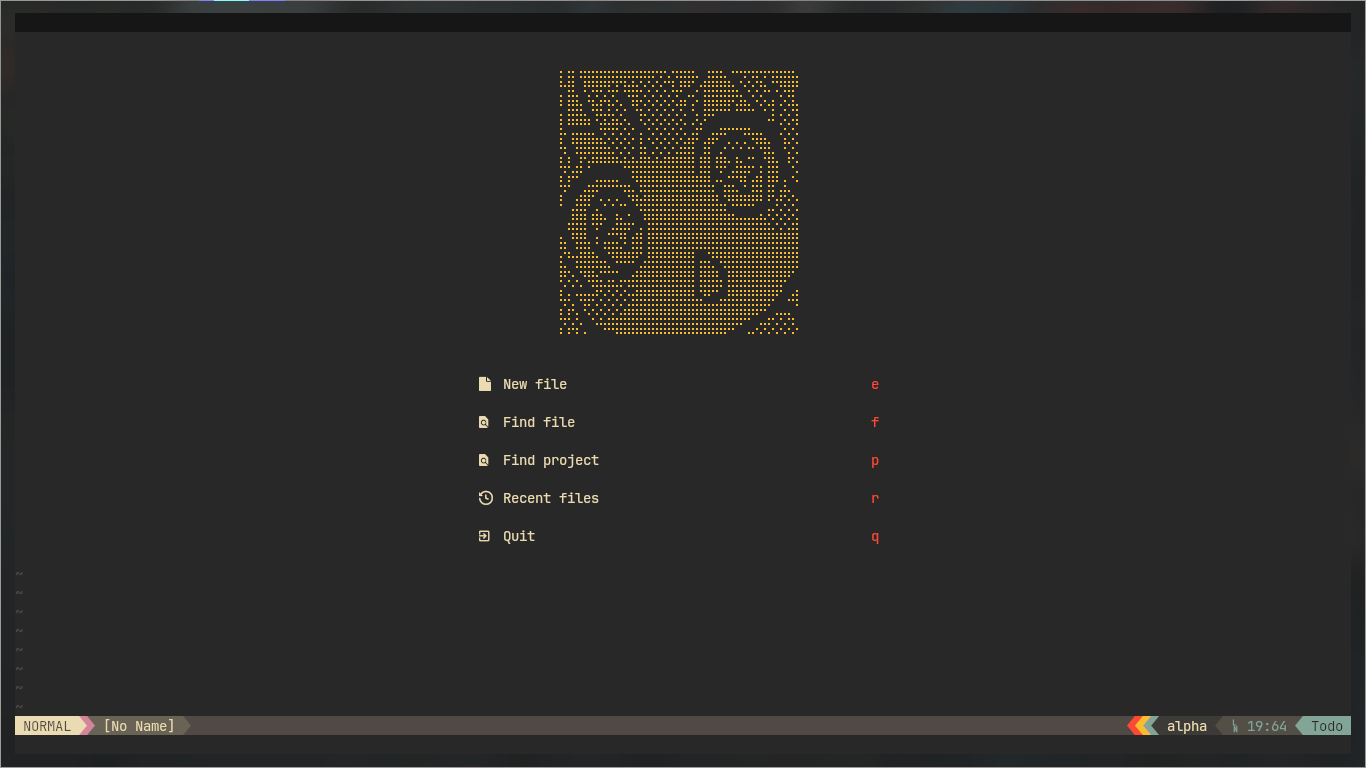 New file e
Find file f
Find project p
Recent files r
Quit q
~
~
~
~
~
~
~
~
NORMAL [No Name] alpha 19:64 Todo